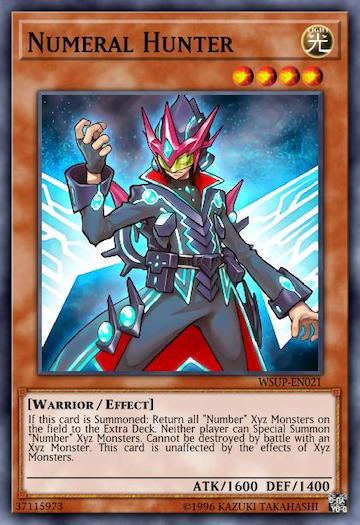 NUMERAL HUNTER
LIGHT
光
WSUP-EN021
[WARRIOR / EFFECT]
If this card is Summoned: Return all "Number" Xyz Monsters on
the field to the Extra Deck. Neither player can Special Summon
"Number" Xyz Monsters. Cannot be destroyed by battle with an
Xyz Monster. This card is unaffected by the effects of Xyz
Monsters.
ATK/1600 DEF/1400
37115973
©1996 KAZUKI TAKAHASHI